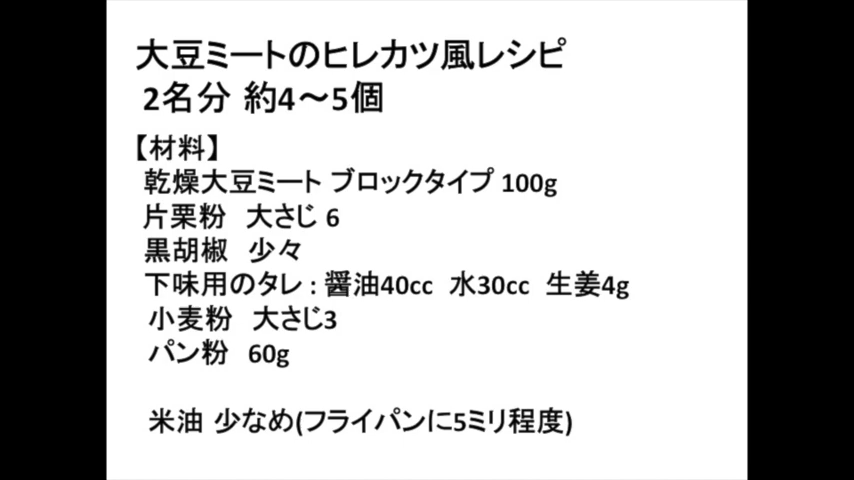 大豆ミートのヒレカツ風レシピ
2名分 約4～5個
【材料】
乾燥大豆ミート ブロックタイプ 100g
片栗粉　大さじ 6
黒胡椒　少々
下味用のタレ : 醤油40cc　水30cc　生姜4g
小麦粉　大さじ3
パン粉　60g
米油 少なめ(フライパンに5ミリ程度)